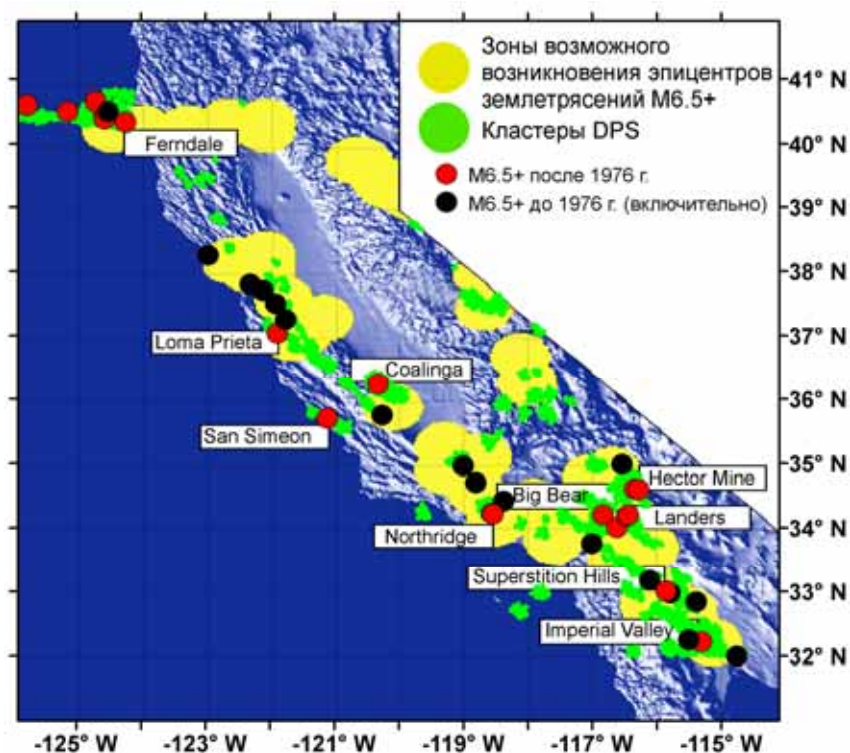 Зоны возможного
возникновения эпицентров
землетрясений М6.5+
Кластеры DPS
М6.5+ после 1976 г.
М6.5+ до 1976 г. (включительно)
41° N
40° N
39° N
38° N
37° N
36° N
35° N
34° N
33° N
32° N
Ferndale
Loma Prieta
Coalinga
San Simeon
Hector Mine
Big Bear
Landers
Northridge
Superstition Hills
Imperial Valley
-125° W -123° W -121° W -119° W -117° W -115° W